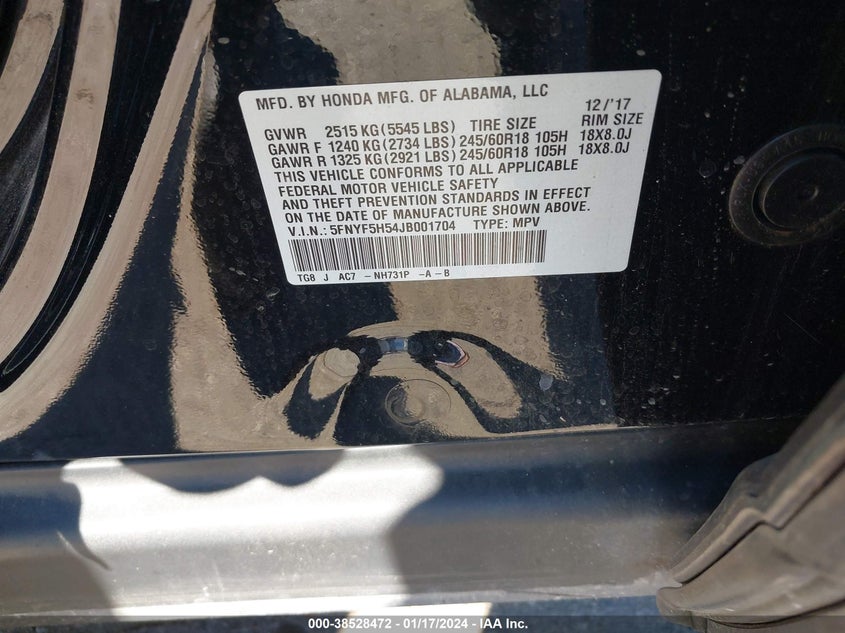 MFD. BY HONDA MFG. OF ALABAMA, LLC 12/'17
GVWR 2515 KG(5545 LBS) TIRE SIZE RIM SIZE
GAWR F 1240 KG(2734 LBS)245/60R18 105H 18X8.0J
GAWR R 1325 KG(2921 LBS)245/60R18 105H 18X8.0J
THIS VEHICLE CONFORMS TO ALL APPLICABLE
FEDERAL MOTOR VEHICLE SAFETY
AND THEFT PREVENTION STANDARDS IN EFFECT
ON THE DATE OF MANUFACTURE SHOWN ABOVE.
V.I.N.: 5FNYF5H54JB001704 TYPE: MPV
TG8 J AC7 -NH731P -A-B
000-38528472 — 01/17/2024 — IAA Inc.